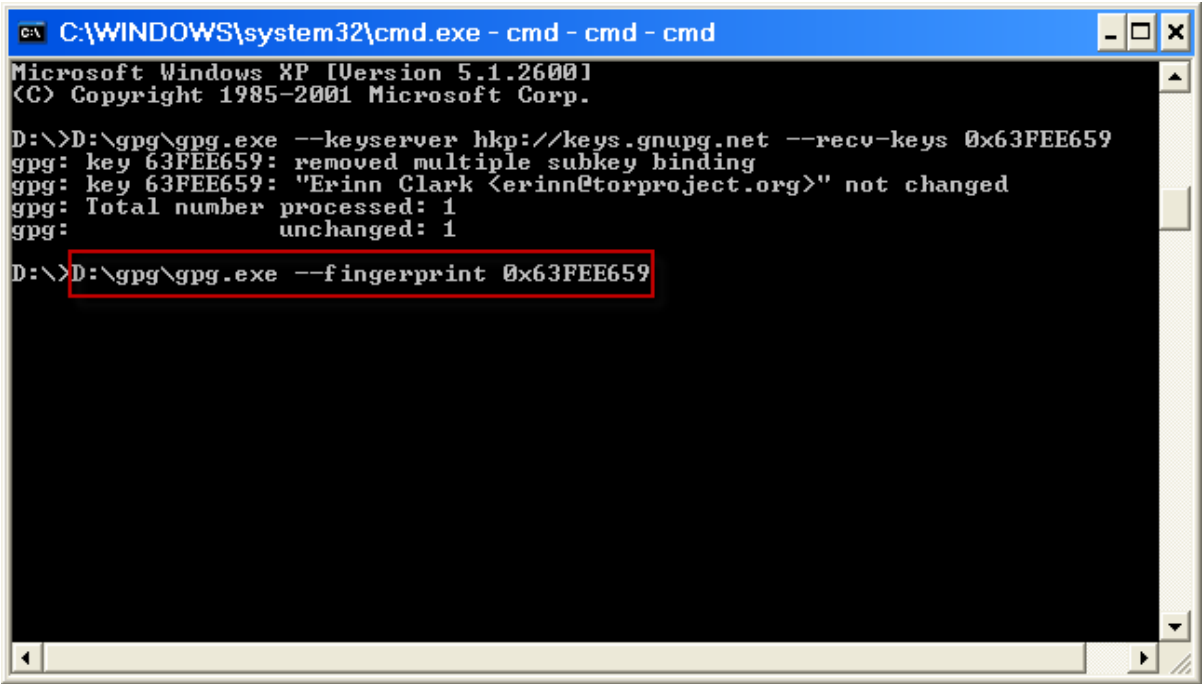 C:\WINDOWS\system32\cmd.exe - cmd - cmd - cmd
Microsoft Windows XP [Version 5.1.2600]
(C) Copyright 1985-2001 Microsoft Corp.
D:\>D:\gpg\gpg.exe --keyserver hkp://keys.gnupg.net --recv-keys 0x63FEE659
gpg: key 63FEE659: removed multiple subkey binding
gpg: key 63FEE659: "Erinn Clark <erinn@torproject.org>" not changed
gpg: Total number processed: 1
gpg:              unchanged: 1
D:\>D:\gpg\gpg.exe --fingerprint 0x63FEE659